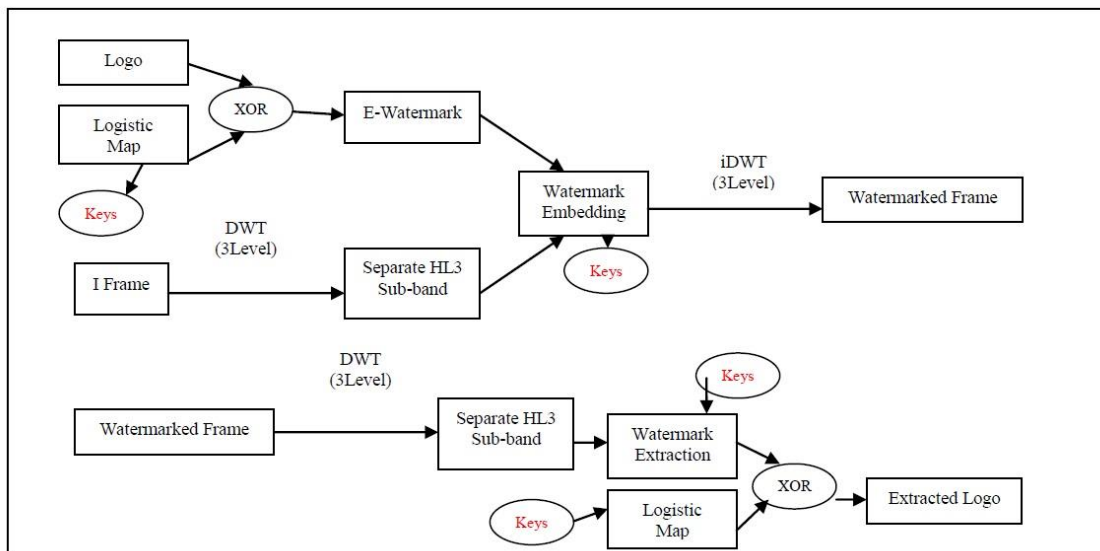 Logo
XOR
Logistic
Map
E-Watermark
Keys
DWT
(3Level)
I Frame
Separate HL3
Sub-band
Watermark
Embedding
Keys
iDWT
(3Level)
Watermarked Frame
DWT
(3Level)
Watermarked Frame
Separate HL3
Sub-band
Keys
Watermark
Extraction
Keys
Logistic
Map
XOR
Extracted Logo